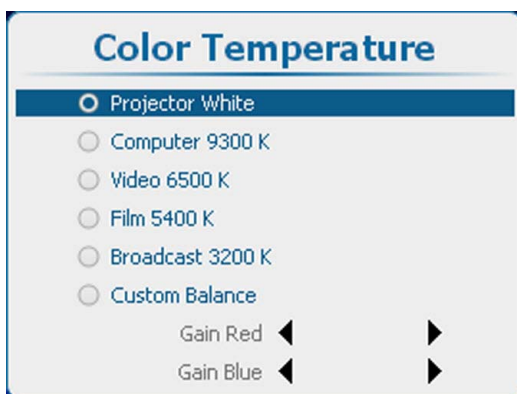 Color Temperature
Projector White
Computer 9300 K
Video 6500 K
Film 5400 K
Broadcast 3200 K
Custom Balance
Gain Red
Gain Blue